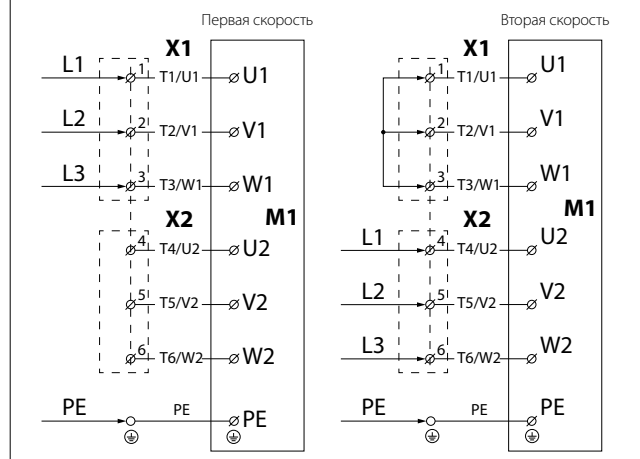 Первая скорость
X1
L1 1 T1/U1 U1
L2 2 T2/V1 V1
L3 3 T3/W1 W1
X2 M1
4 T4/U2 U2
5 T5/V2 V2
6 T6/W2 W2
PE PE PE
Вторая скорость
X1
1 T1/U1 U1
2 T2/V1 V1
3 T3/W1 W1
X2 M1
L1 4 T4/U2 U2
L2 5 T5/V2 V2
L3 6 T6/W2 W2
PE PE PE